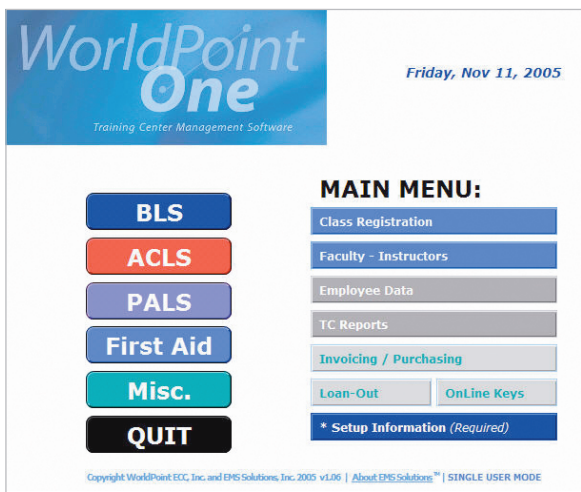 WorldPoint
One
Training Center Management Software
Friday, Nov 11, 2005
BLS
ACLS
PALS
First Aid
Misc.
QUIT
MAIN MENU:
Class Registration
Faculty - Instructors
Employee Data
TC Reports
Invoicing / Purchasing
Loan-Out
OnLine Keys
* Setup Information (Required)
Copyright WorldPoint ECC, Inc. and EMS Solutions, Inc. 2005 v1.06 | About EMS Solutions ™ | SINGLE USER MODE